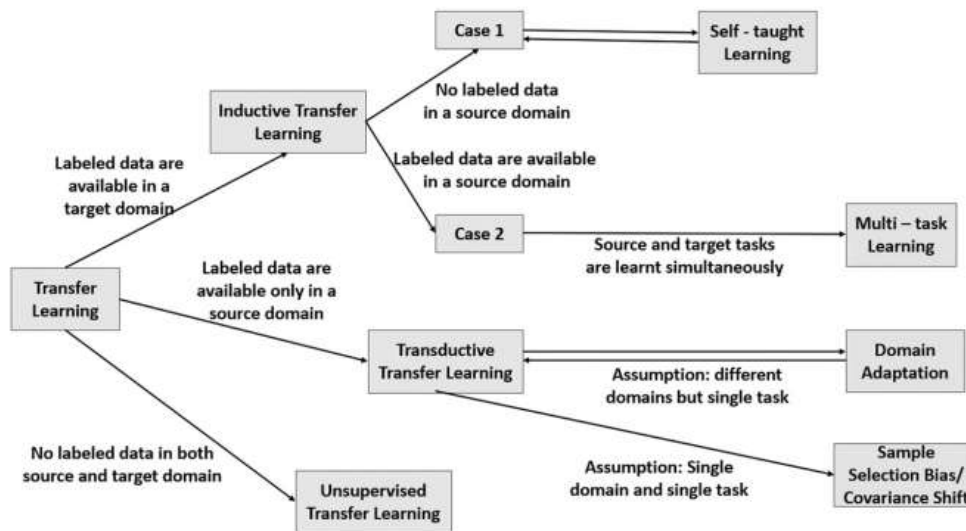 Case 1
Self - taught
Learning
No labeled data
in a source domain
Inductive Transfer
Learning
Labeled data are available
in a source domain
Labeled data are
available in a
target domain
Case 2
Source and target tasks
are learnt simultaneously
Multi – task
Learning
Labeled data are
available only in a
source domain
Transfer
Learning
Transductive
Transfer Learning
Domain
Adaptation
Assumption: different
domains but single task
No labeled data in both
source and target domain
Assumption: Single
domain and single task
Sample
Selection Bias/
Covariance Shift
Unsupervised
Transfer Learning